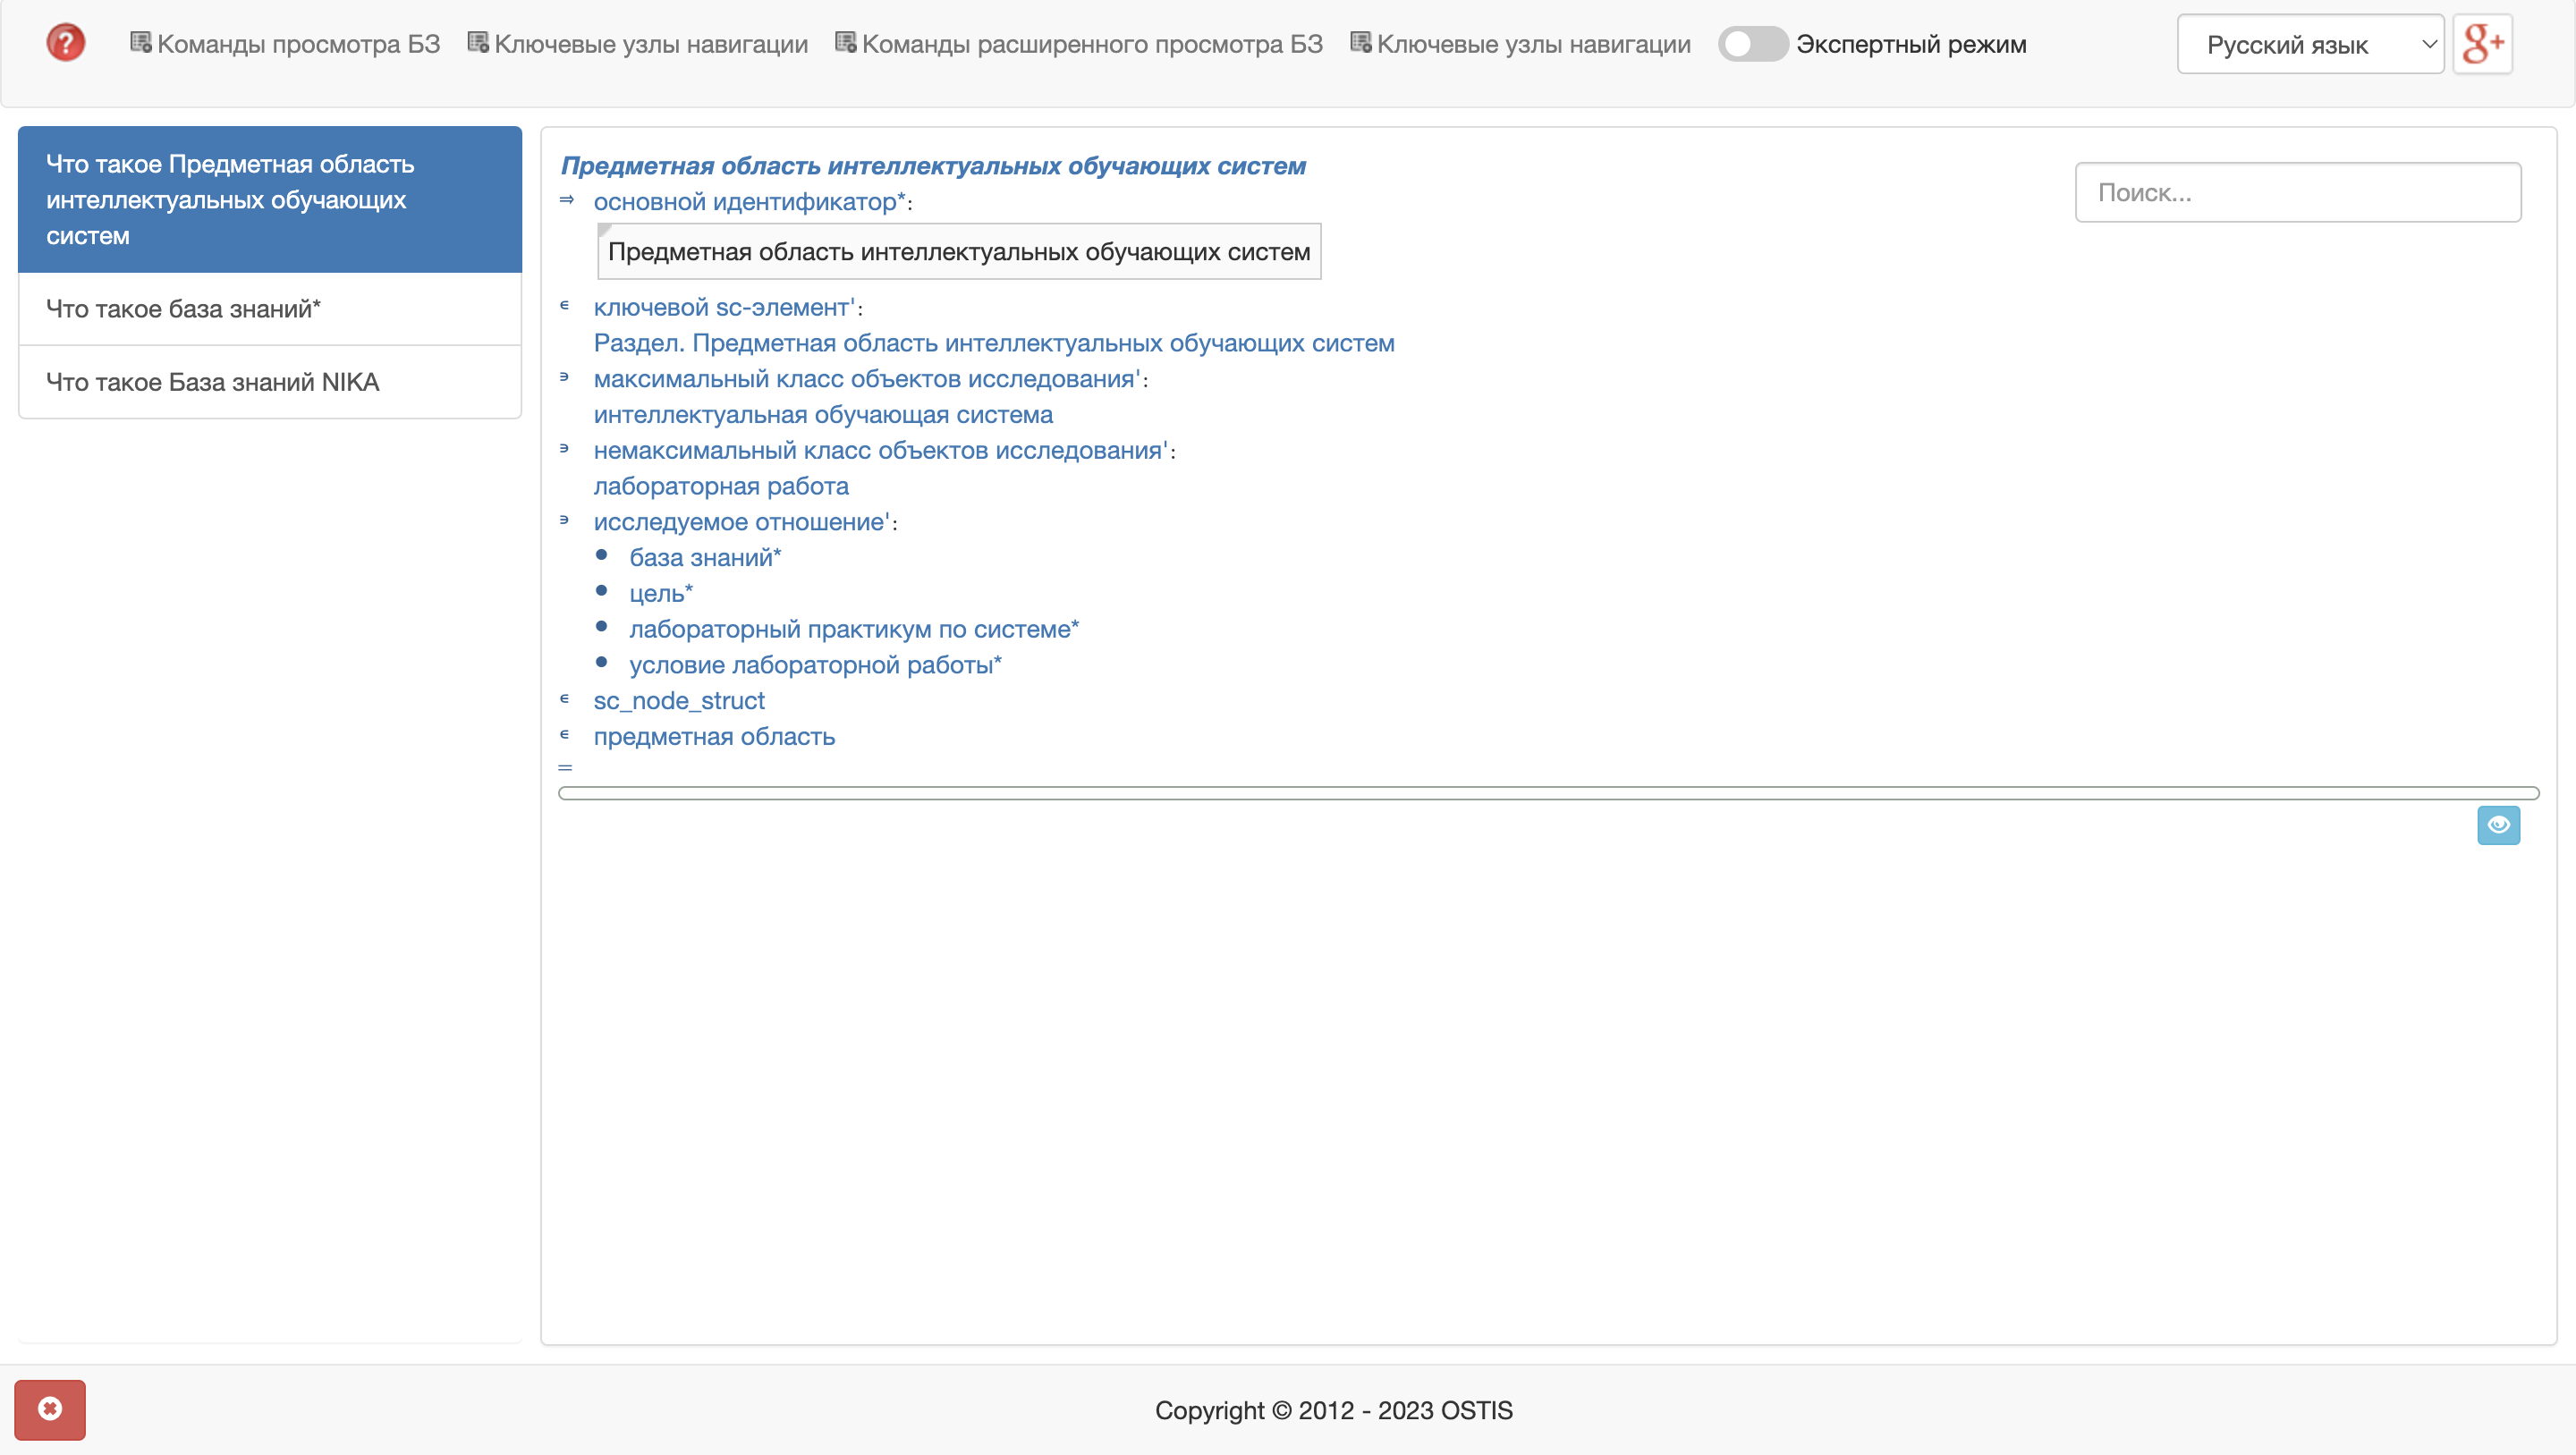 Команды просмотра БЗ Ключевые узлы навигации Команды расширенного просмотра БЗ Ключевые узлы навигации Экспертный режим Русский язык g+
Что такое Предметная область
интеллектуальных обучающих
систем
Что такое база знаний*
Что такое База знаний NIKA
Предметная область интеллектуальных обучающих систем
Поиск...
⇒ основной идентификатор*:
Предметная область интеллектуальных обучающих систем
∈ ключевой sc-элемент':
Раздел. Предметная область интеллектуальных обучающих систем
∋ максимальный класс объектов исследования':
интеллектуальная обучающая система
∋ немаксимальный класс объектов исследования':
лабораторная работа
∋ исследуемое отношение':
• база знаний*
• цель*
• лабораторный практикум по системе*
• условие лабораторной работы*
∈ sc_node_struct
∈ предметная область
=
Copyright © 2012 - 2023 OSTIS